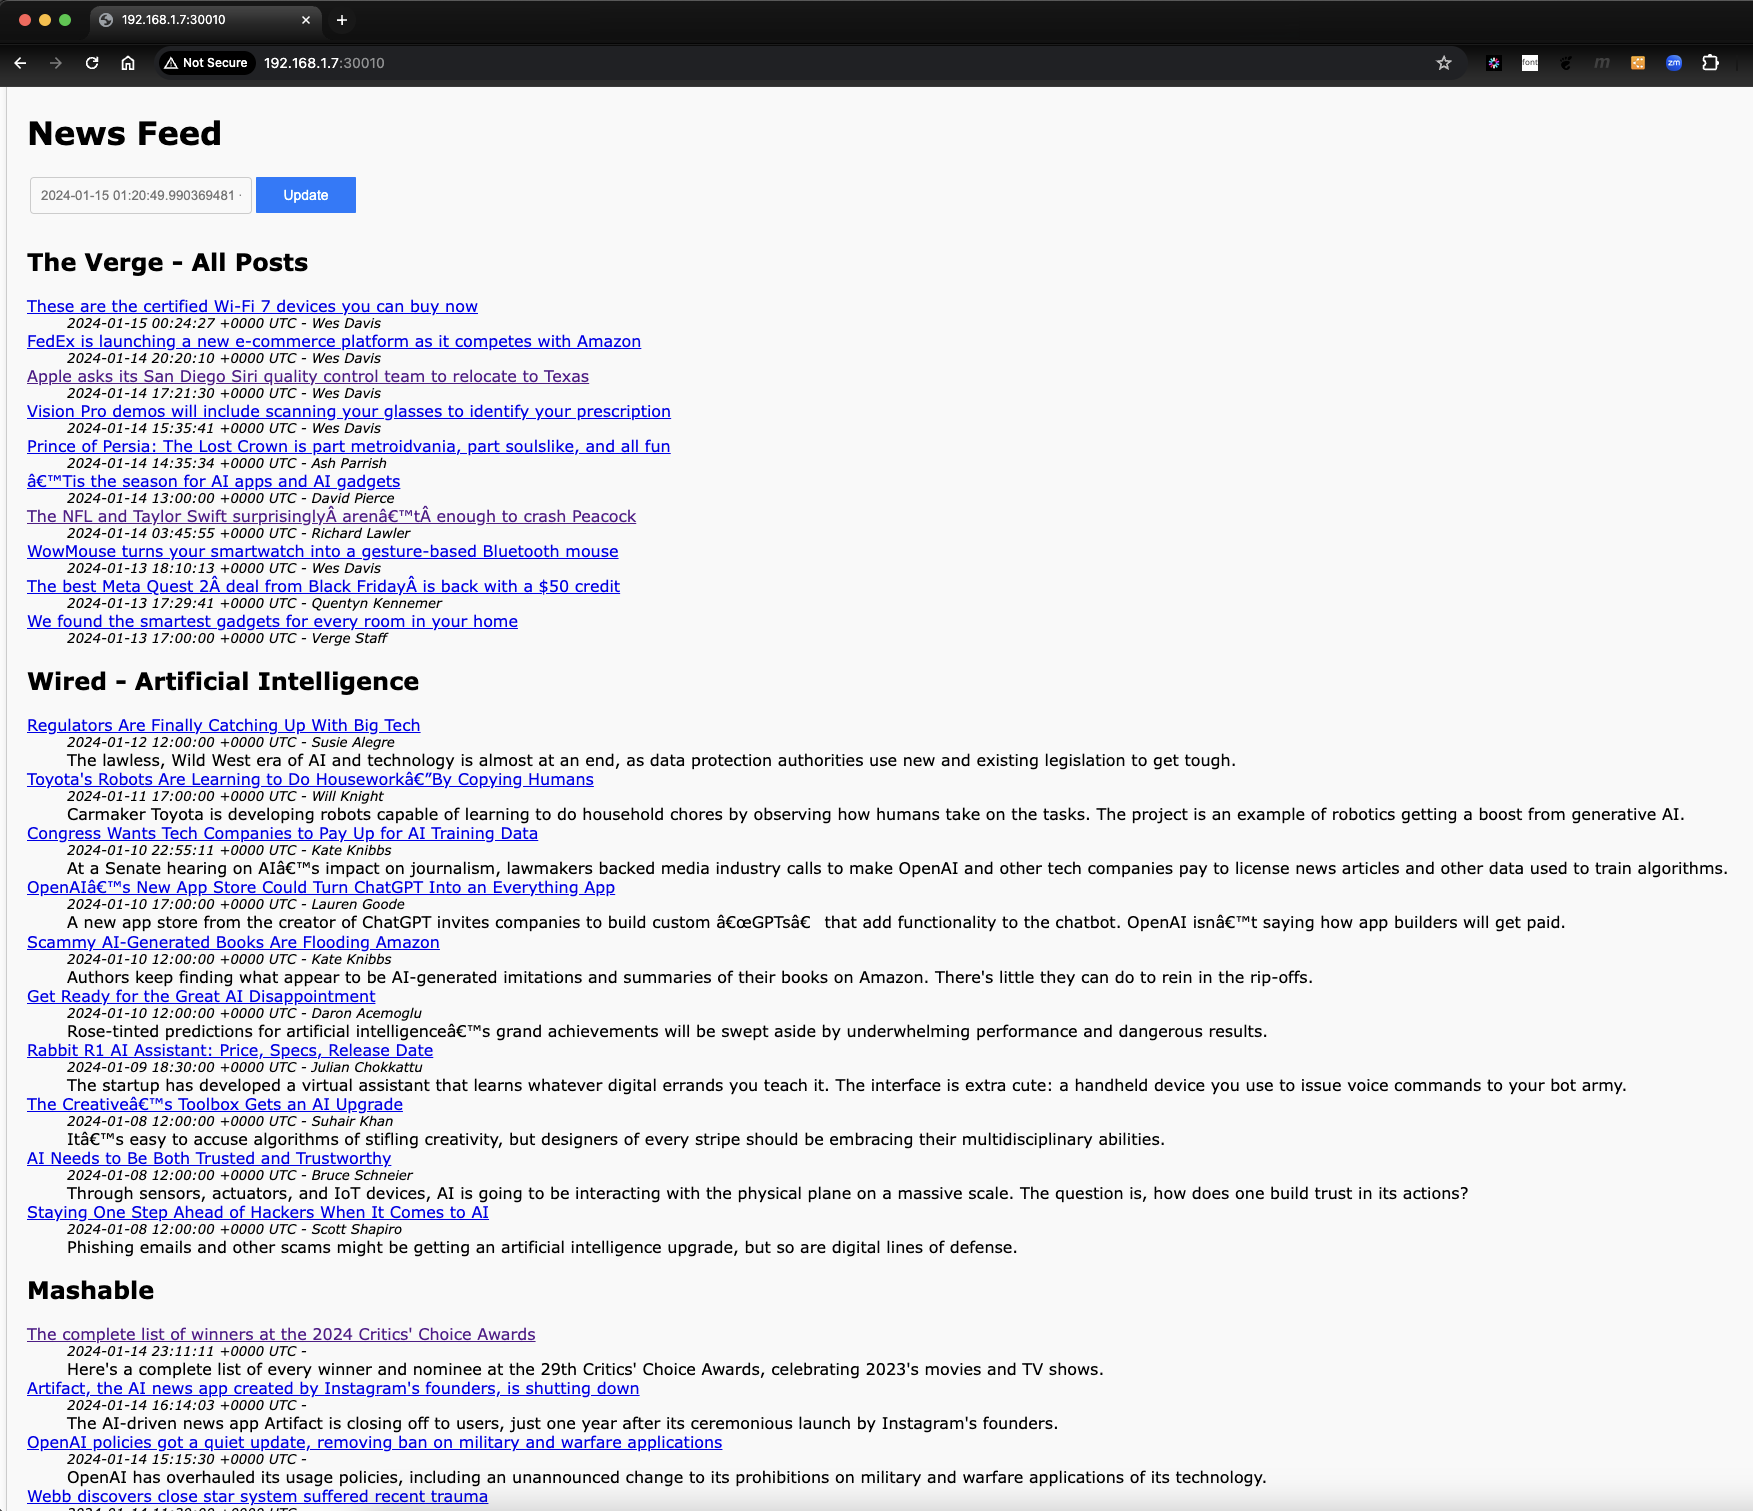 192.168.1.7:30010
Not Secure 192.168.1.7:30010
font
m
zm
News Feed
2024-01-15 01:20:49.990369481
Update
The Verge - All Posts
These are the certified Wi-Fi 7 devices you can buy now
2024-01-15 00:24:27 +0000 UTC - Wes Davis
FedEx is launching a new e-commerce platform as it competes with Amazon
2024-01-14 20:20:10 +0000 UTC - Wes Davis
Apple asks its San Diego Siri quality control team to relocate to Texas
2024-01-14 17:21:30 +0000 UTC - Wes Davis
Vision Pro demos will include scanning your glasses to identify your prescription
2024-01-14 15:35:41 +0000 UTC - Wes Davis
Prince of Persia: The Lost Crown is part metroidvania, part soulslike, and all fun
2024-01-14 14:35:34 +0000 UTC - Ash Parrish
â€™Tis the season for AI apps and AI gadgets
2024-01-14 13:00:00 +0000 UTC - David Pierce
The NFL and Taylor Swift surprisinglyÂ arenâ€™tÂ enough to crash Peacock
2024-01-14 03:45:55 +0000 UTC - Richard Lawler
WowMouse turns your smartwatch into a gesture-based Bluetooth mouse
2024-01-13 18:10:13 +0000 UTC - Wes Davis
The best Meta Quest 2Â deal from Black FridayÂ is back with a $50 credit
2024-01-13 17:29:41 +0000 UTC - Quentyn Kennemer
We found the smartest gadgets for every room in your home
2024-01-13 17:00:00 +0000 UTC - Verge Staff
Wired - Artificial Intelligence
Regulators Are Finally Catching Up With Big Tech
2024-01-12 12:00:00 +0000 UTC - Susie Alegre
The lawless, Wild West era of AI and technology is almost at an end, as data protection authorities use new and existing legislation to get tough.
Toyota's Robots Are Learning to Do Houseworkâ€”By Copying Humans
2024-01-11 17:00:00 +0000 UTC - Will Knight
Carmaker Toyota is developing robots capable of learning to do household chores by observing how humans take on the tasks. The project is an example of robotics getting a boost from generative AI.
Congress Wants Tech Companies to Pay Up for AI Training Data
2024-01-10 22:55:11 +0000 UTC - Kate Knibbs
At a Senate hearing on AIâ€™s impact on journalism, lawmakers backed media industry calls to make OpenAI and other tech companies pay to license news articles and other data used to train algorithms.
OpenAIâ€™s New App Store Could Turn ChatGPT Into an Everything App
2024-01-10 17:00:00 +0000 UTC - Lauren Goode
A new app store from the creator of ChatGPT invites companies to build custom â€œGPTsâ€ that add functionality to the chatbot. OpenAI isnâ€™t saying how app builders will get paid.
Scammy AI-Generated Books Are Flooding Amazon
2024-01-10 12:00:00 +0000 UTC - Kate Knibbs
Authors keep finding what appear to be AI-generated imitations and summaries of their books on Amazon. There's little they can do to rein in the rip-offs.
Get Ready for the Great AI Disappointment
2024-01-10 12:00:00 +0000 UTC - Daron Acemoglu
Rose-tinted predictions for artificial intelligenceâ€™s grand achievements will be swept aside by underwhelming performance and dangerous results.
Rabbit R1 AI Assistant: Price, Specs, Release Date
2024-01-09 18:30:00 +0000 UTC - Julian Chokkattu
The startup has developed a virtual assistant that learns whatever digital errands you teach it. The interface is extra cute: a handheld device you use to issue voice commands to your bot army.
The Creativeâ€™s Toolbox Gets an AI Upgrade
2024-01-08 12:00:00 +0000 UTC - Suhair Khan
Itâ€™s easy to accuse algorithms of stifling creativity, but designers of every stripe should be embracing their multidisciplinary abilities.
AI Needs to Be Both Trusted and Trustworthy
2024-01-08 12:00:00 +0000 UTC - Bruce Schneier
Through sensors, actuators, and IoT devices, AI is going to be interacting with the physical plane on a massive scale. The question is, how does one build trust in its actions?
Staying One Step Ahead of Hackers When It Comes to AI
2024-01-08 12:00:00 +0000 UTC - Scott Shapiro
Phishing emails and other scams might be getting an artificial intelligence upgrade, but so are digital lines of defense.
Mashable
The complete list of winners at the 2024 Critics' Choice Awards
2024-01-14 23:11:11 +0000 UTC -
Here's a complete list of every winner and nominee at the 29th Critics' Choice Awards, celebrating 2023's movies and TV shows.
Artifact, the AI news app created by Instagram's founders, is shutting down
2024-01-14 16:14:03 +0000 UTC -
The AI-driven news app Artifact is closing off to users, just one year after its ceremonious launch by Instagram's founders.
OpenAI policies got a quiet update, removing ban on military and warfare applications
2024-01-14 15:15:30 +0000 UTC -
OpenAI has overhauled its usage policies, including an unannounced change to its prohibitions on military and warfare applications of its technology.
Webb discovers close star system suffered recent trauma